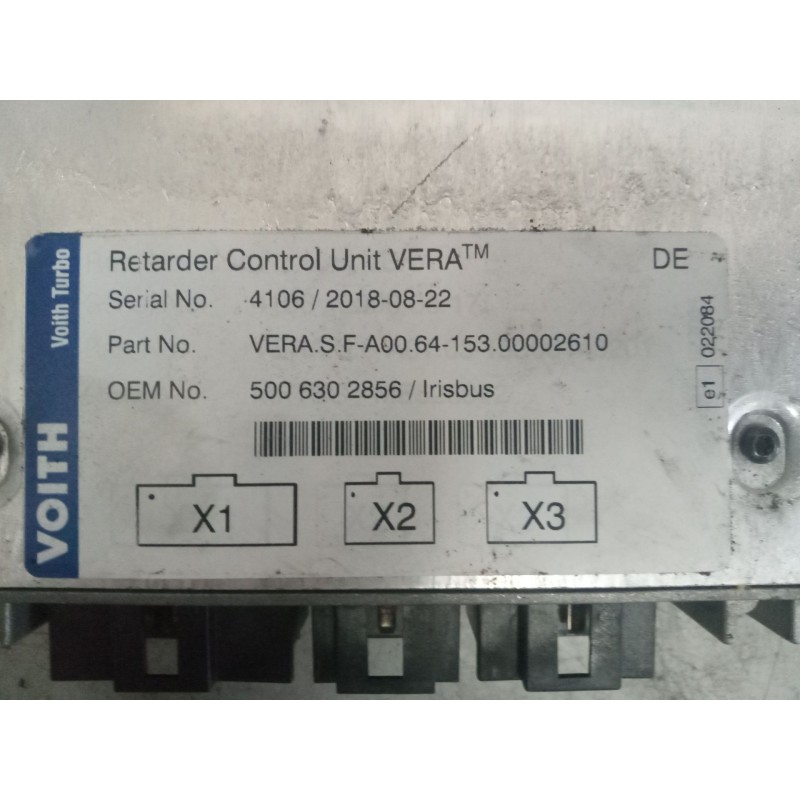 VOITH Voith Turbo
Retarder Control Unit VERA™ DE
Serial No. 4106 / 2018-08-22
Part No. VERA.S.F-A00.64-153.00002610
OEM No. 500 630 2856 / Irisbus
e1 022084
X1 X2 X3